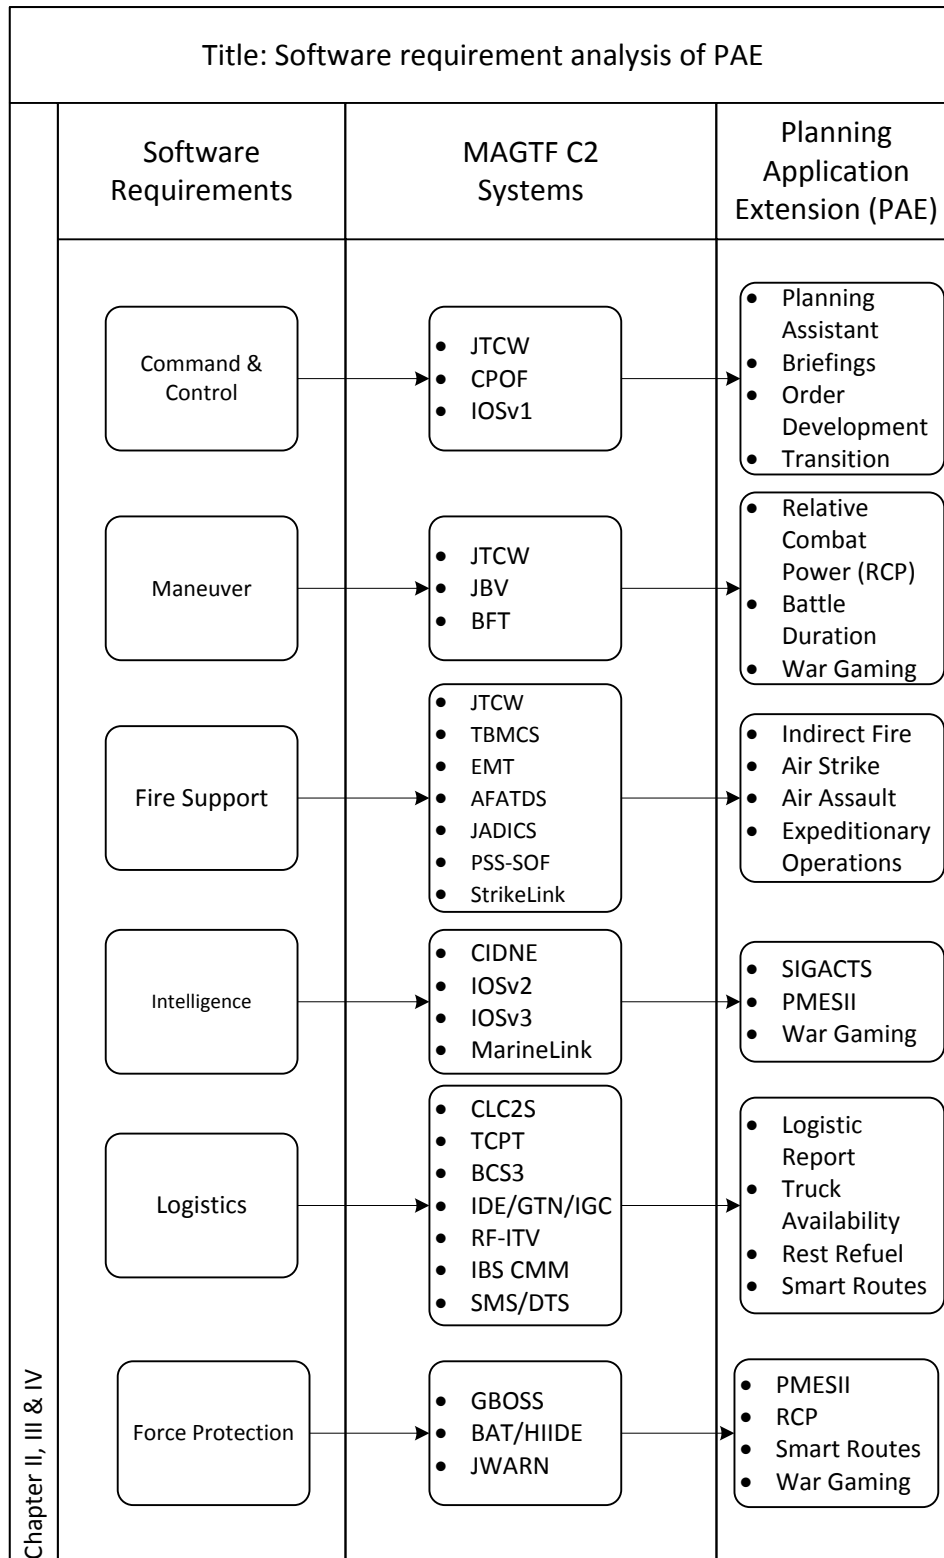 Title: Software requirement analysis of PAE
Software
Requirements
MAGTF C2
Systems
Planning
Application
Extension (PAE)
Command &
Control
• JTCW
• CPOF
• IOSv1
• Planning
Assistant
• Briefings
• Order
Development
• Transition
Maneuver
• JTCW
• JBV
• BFT
• Relative
Combat
Power (RCP)
• Battle
Duration
• War Gaming
Fire Support
• JTCW
• TBMCS
• EMT
• AFATDS
• JADICS
• PSS-SOF
• StrikeLink
• Indirect Fire
• Air Strike
• Air Assault
• Expeditionary
Operations
Intelligence
• CIDNE
• IOSv2
• IOSv3
• MarineLink
• SIGACTS
• PMESII
• War Gaming
Logistics
• CLC2S
• TCPT
• BCS3
• IDE/GTN/IGC
• RF-ITV
• IBS CMM
• SMS/DTS
• Logistic
Report
• Truck
Availability
• Rest Refuel
• Smart Routes
Force Protection
• GBOSS
• BAT/HIIDE
• JWARN
• PMESII
• RCP
• Smart Routes
• War Gaming
Chapter II, III & IV